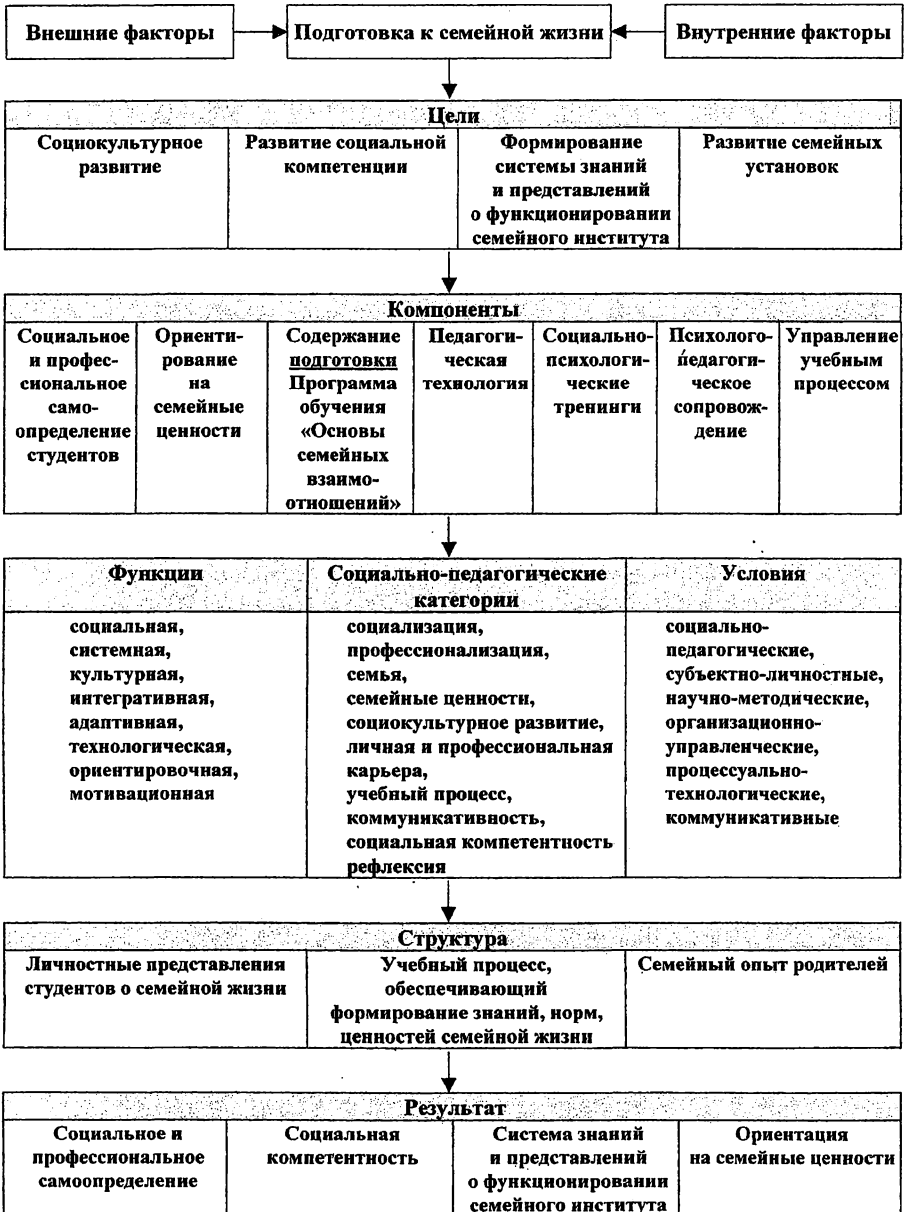 Внешние факторы
Подготовка к семейной жизни
Внутренние факторы
Цели
Социокультурное
развитие
Развитие социальной
компетенции
Формирование
системы знаний
и представлений
о функционировании
семейного института
Развитие семейных
установок
Компоненты
Социальное
и профес-
сиональное
само-
определение
студентов
Ориенти-
рование
на
семейные
ценности
Содержание
подготовки
Программа
обучения
«Основы
семейных
взаимо-
отношений»
Педагоги-
ческая
технология
Социально-
психологи-
ческие
тренинги
Психолого-
педагоги-
ческое
сопровож-
дение
Управление
учебным
процессом
Функции
социальная,
системная,
культурная,
интегративная,
адаптивная,
технологическая,
ориентировочная,
мотивационная
Социально-педагогические
категории
социализация,
профессионализация,
семья,
семейные ценности,
социокультурное развитие,
личная и профессиональная
карьера,
учебный процесс,
коммуникативность,
социальная компетентность
рефлексия
Условия
социально-
педагогические,
субъектно-личностные,
научно-методические,
организационно-
управленческие,
процессуально-
технологические,
коммуникативные
Структура
Личностные представления
студентов о семейной жизни
Учебный процесс,
обеспечивающий
формирование знаний, норм,
ценностей семейной жизни
Семейный опыт родителей
Результат
Социальное и
профессиональное
самоопределение
Социальная
компетентность
Система знаний
и представлений
о функционировании
семейного института
Ориентация
на семейные ценности